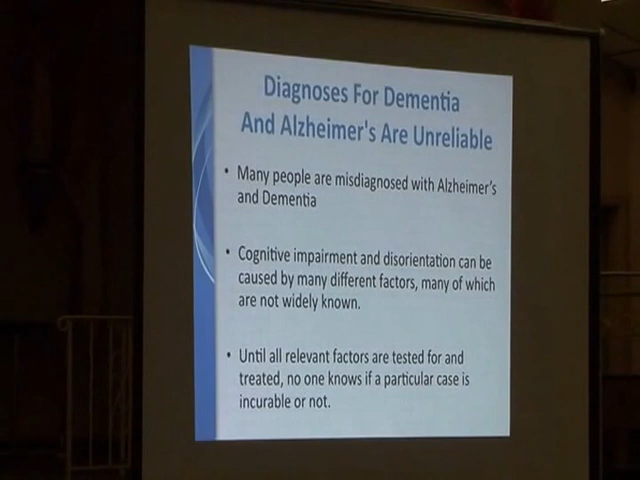 Diagnoses For Dementia
And Alzheimer's Are Unreliable
• Many people are misdiagnosed with Alzheimer's
and Dementia
• Cognitive impairment and disorientation can be
caused by many different factors, many of which
are not widely known.
• Until all relevant factors are tested for and
treated, no one knows if a particular case is
incurable or not.